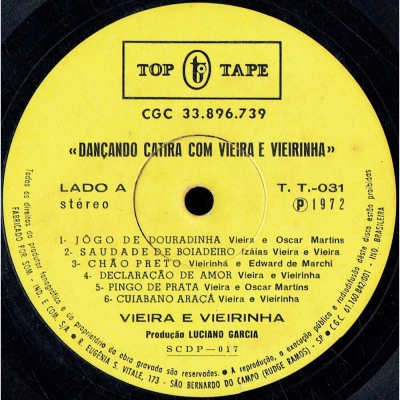 TOP tt TAPE
CGC 33.896.739
«DANÇANDO CATIRA COM VIEIRA E VIEIRINHA»
LADO A
T. T.-031
stéreo
Ⓟ1972
1- JÔGO DE DOURADINHA Vieira e Oscar Martins
2- SAUDADE DE BOIADEIRO Izáias Vieira e Vieira
3- CHÃO PRETO Vieirinha e Edward de Marchi
4- DECLARAÇÃO DE AMOR Vieira e Vieirinha
5- PINGO DE PRATA Vieira e Oscar Martins
6- CUIABANO ARAÇÁ Vieira e Vieirinha
VIEIRA E VIEIRINHA
Produção LUCIANO GARCIA
SCDP—017
Todos os direitos do produtor fonográfico e do proprietário da obra gravada são reservados. • A reprodução, a execução pública e radiodifusão dêste disco estão proibidas
FABRICADO POR SOM - IND. E COM. S/A. R. EUGÊNIA S. VITALE, 173 - SÃO BERNARDO DO CAMPO (RUDGE RAMOS) - SP - C.G.C. 61.160.842/001 - IND BRASILEIRA